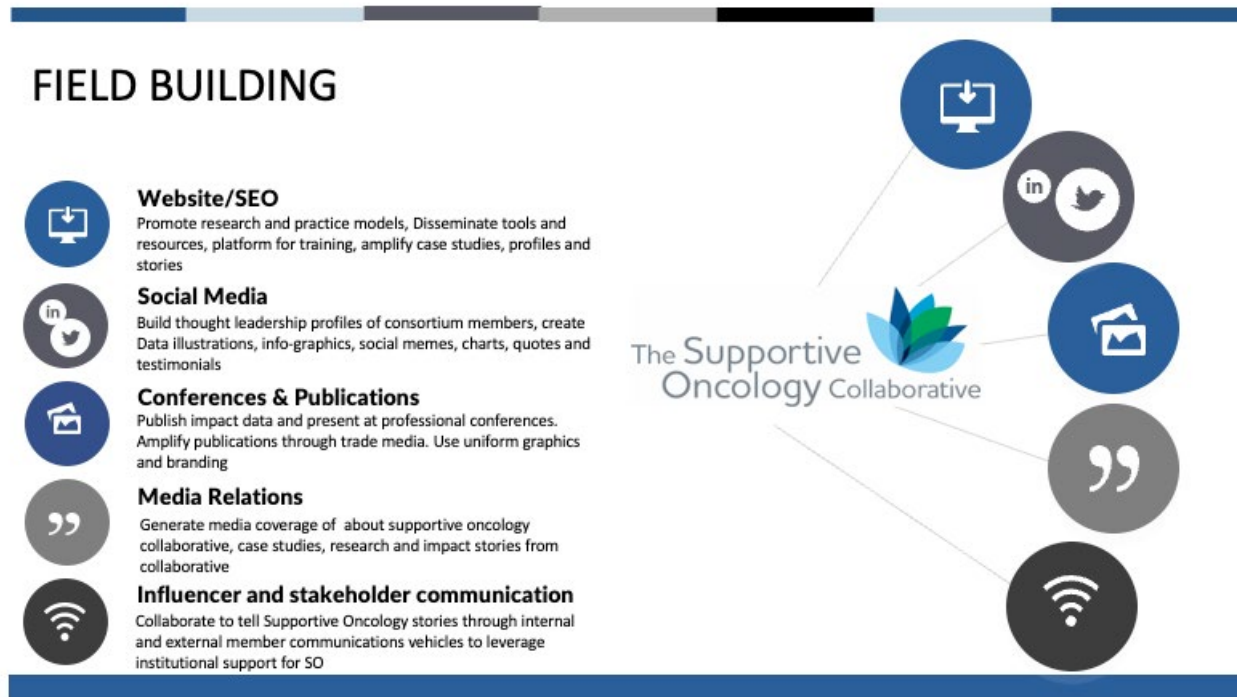 FIELD BUILDING
Website/SEO
Promote research and practice models, Disseminate tools and
resources, platform for training, amplify case studies, profiles and
stories
in
Social Media
Build thought leadership profiles of consortium members, create
Data illustrations, info-graphics, social memes, charts, quotes and
testimonials
Conferences & Publications
Publish impact data and present at professional conferences.
Amplify publications through trade media. Use uniform graphics
and branding
Media Relations
Generate media coverage of  about supportive oncology
collaborative, case studies, research and impact stories from
collaborative
Influencer and stakeholder communication
Collaborate to tell Supportive Oncology stories through internal
and external member communications vehicles to leverage
institutional support for SO
in
The Supportive
Oncology Collaborative